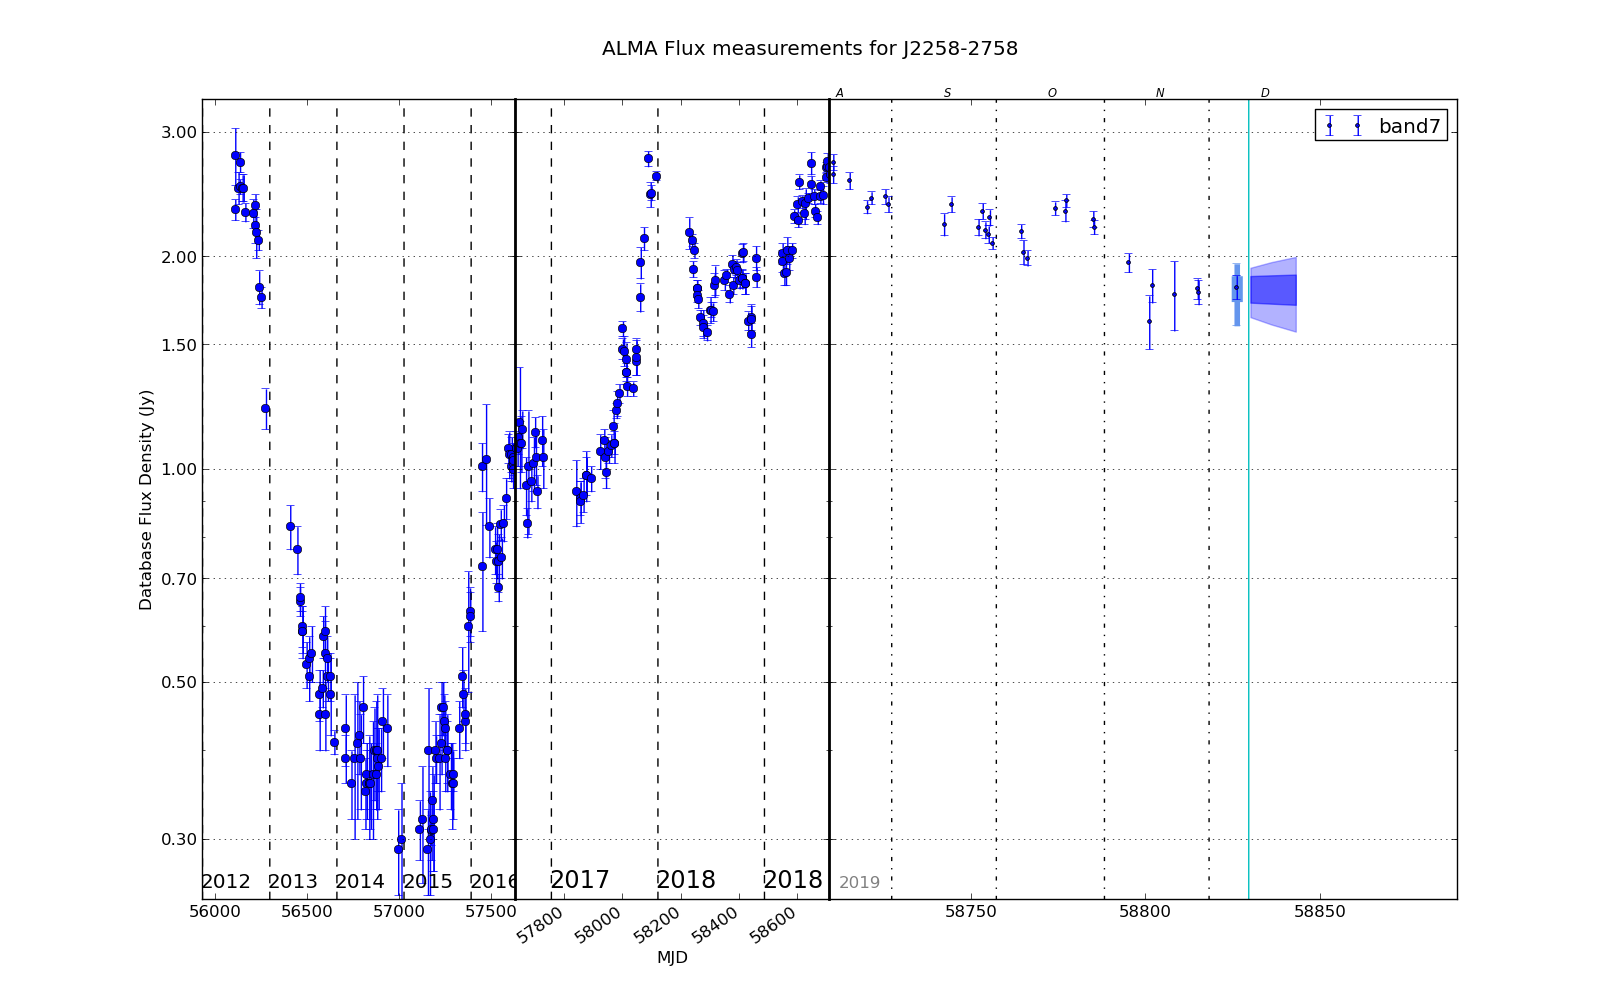 ALMA Flux measurements for J2258-2758
A S O N D
band7
3.00
2.00
1.50
1.00
0.70
0.50
0.30
Database Flux Density (Jy)
2012 2013 2014 2015 2016 2017 2018 2018 2019
56000 56500 57000 57500 57800 58000 58200 58400 58600 58750 58800 58850
MJD